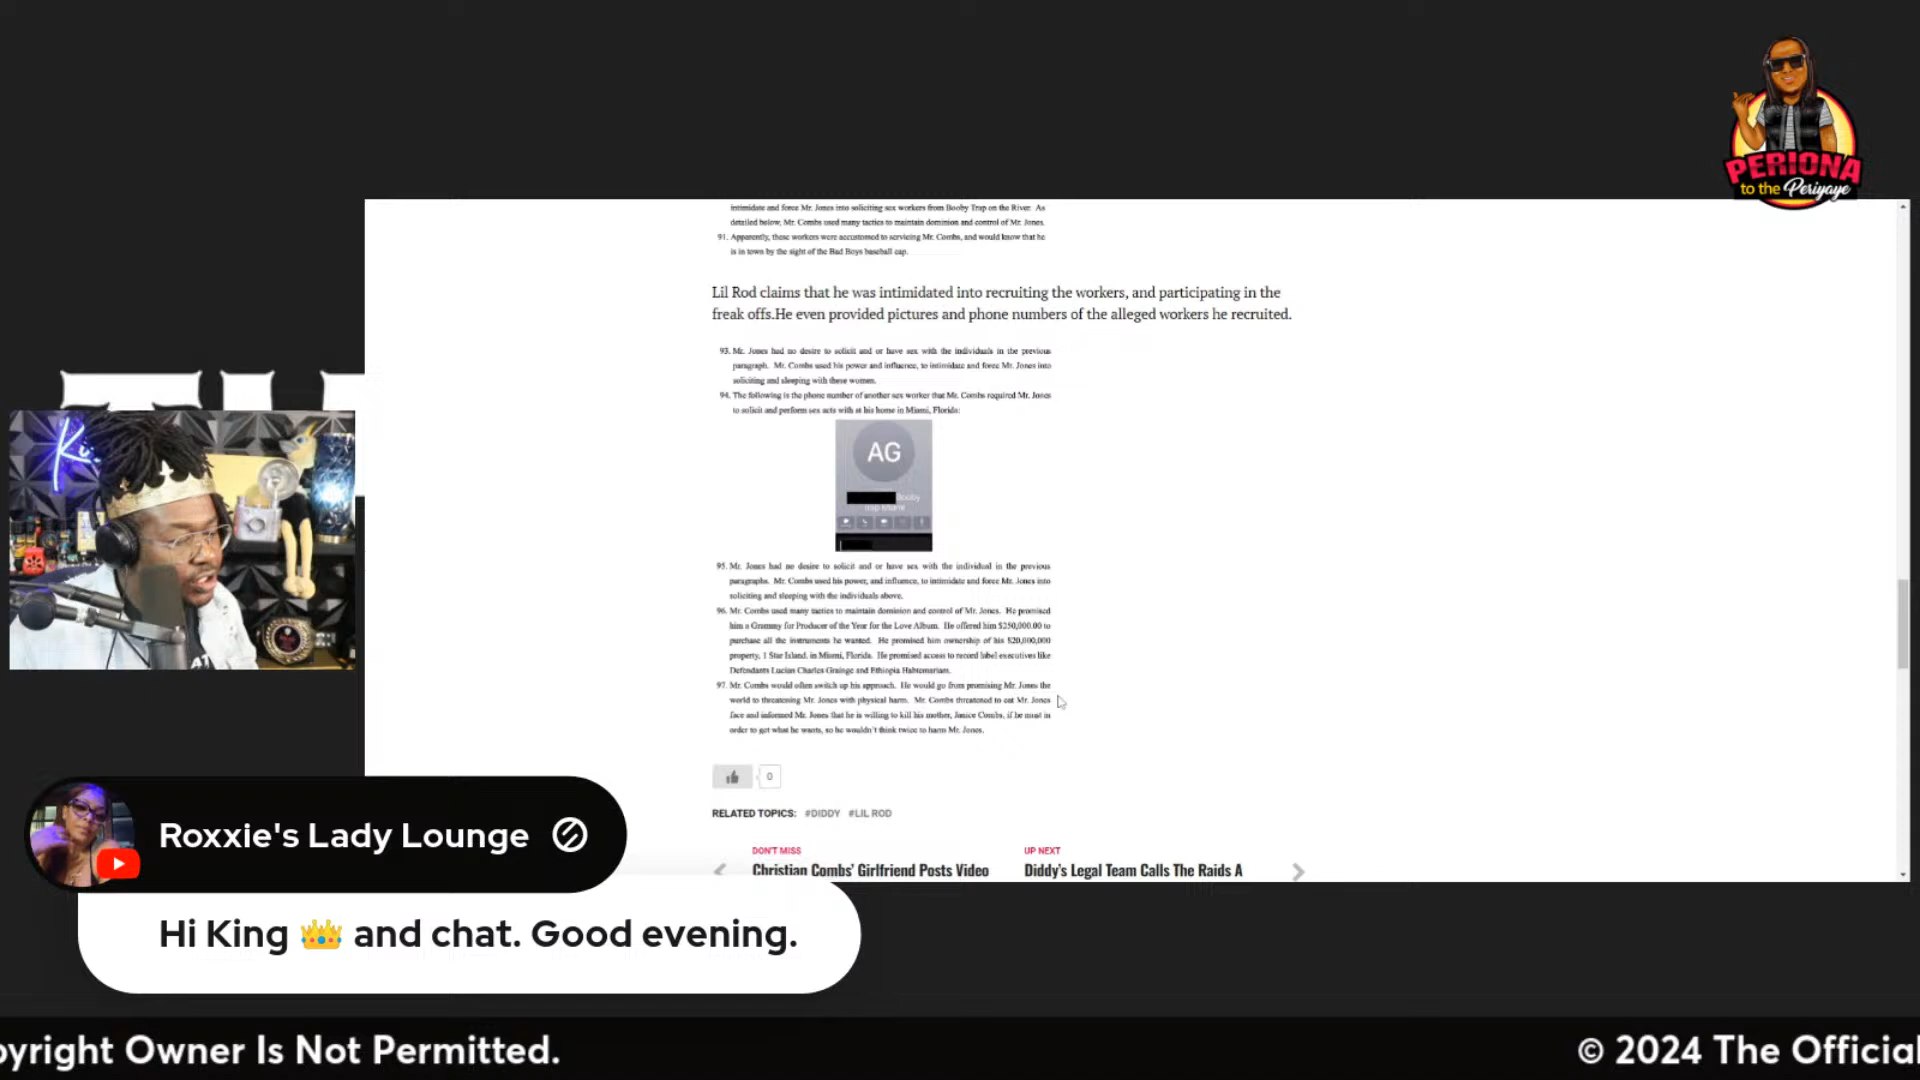 PERIONA
to the Periyaye
intimidate and force Mr. Jones into soliciting sex workers from Booby Trap on the River. As
detailed below, Mr. Combs used many tactics to maintain dominion and control of Mr. Jones.
91. Apparently, these workers were accustomed to servicing Mr. Combs, and would know that he
is in town by the sight of the Bad Boys baseball cap.
Lil Rod claims that he was intimidated into recruiting the workers, and participating in the
freak offs.He even provided pictures and phone numbers of the alleged workers he recruited.
93. Mr. Jones had no desire to solicit and or have sex with the individuals in the previous
paragraph. Mr. Combs used his power and influence, to intimidate and force Mr. Jones into
soliciting and sleeping with these women.
94. The following is the phone number of another sex worker that Mr. Combs required Mr. Jones
to solicit and perform sex acts with at his home in Miami, Florida:
AG
Booby
95. Mr. Jones had no desire to solicit and or have sex with the individual in the previous
paragraphs. Mr. Combs used his power, and influence, to intimidate and force Mr. Jones into
soliciting and sleeping with the individuals above.
96. Mr. Combs used many tactics to maintain dominion and control of Mr. Jones. He promised
him a Grammy for Producer of the Year for the Love Album. He offered him $250,000.00 to
purchase all the instruments he wanted. He promised him ownership of his $20,000,000
property, 1 Star Island, in Miami, Florida. He promised access to record label executives like
Defendants Lucian Charles Grainge and Ethiopia Habtemariam.
97. Mr. Combs would often switch up his approach. He would go from promising Mr. Jones the
world to threatening Mr. Jones with physical harm. Mr. Combs threatened to eat Mr. Jones
face and informed Mr. Jones that he is willing to kill his mother, Janice Combs, if he must in
order to get what he wants, so he wouldn't think twice to harm Mr. Jones.
0
RELATED TOPICS: #DIDDY #LIL ROD
DON'T MISS
Christian Combs' Girlfriend Posts Video
UP NEXT
Diddy's Legal Team Calls The Raids A
Roxxie's Lady Lounge
Hi King 👑 and chat. Good evening.
opyright Owner Is Not Permitted.
© 2024 The Official